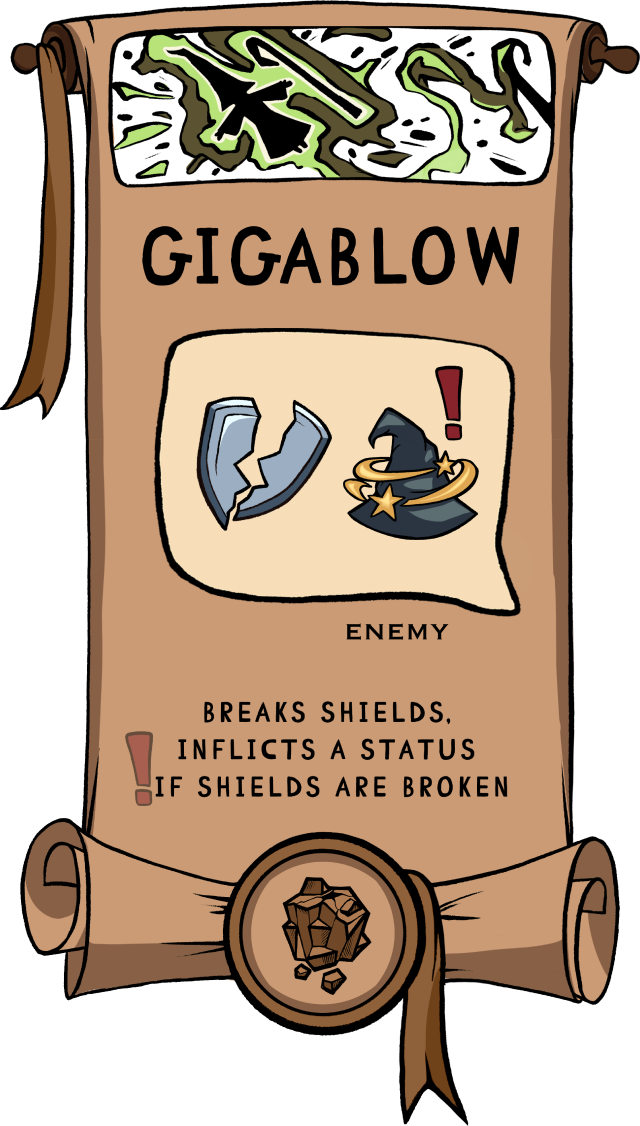 GIGABLOW
!
ENEMY
BREAKS SHIELDS,
INFLICTS A STATUS
! IF SHIELDS ARE BROKEN